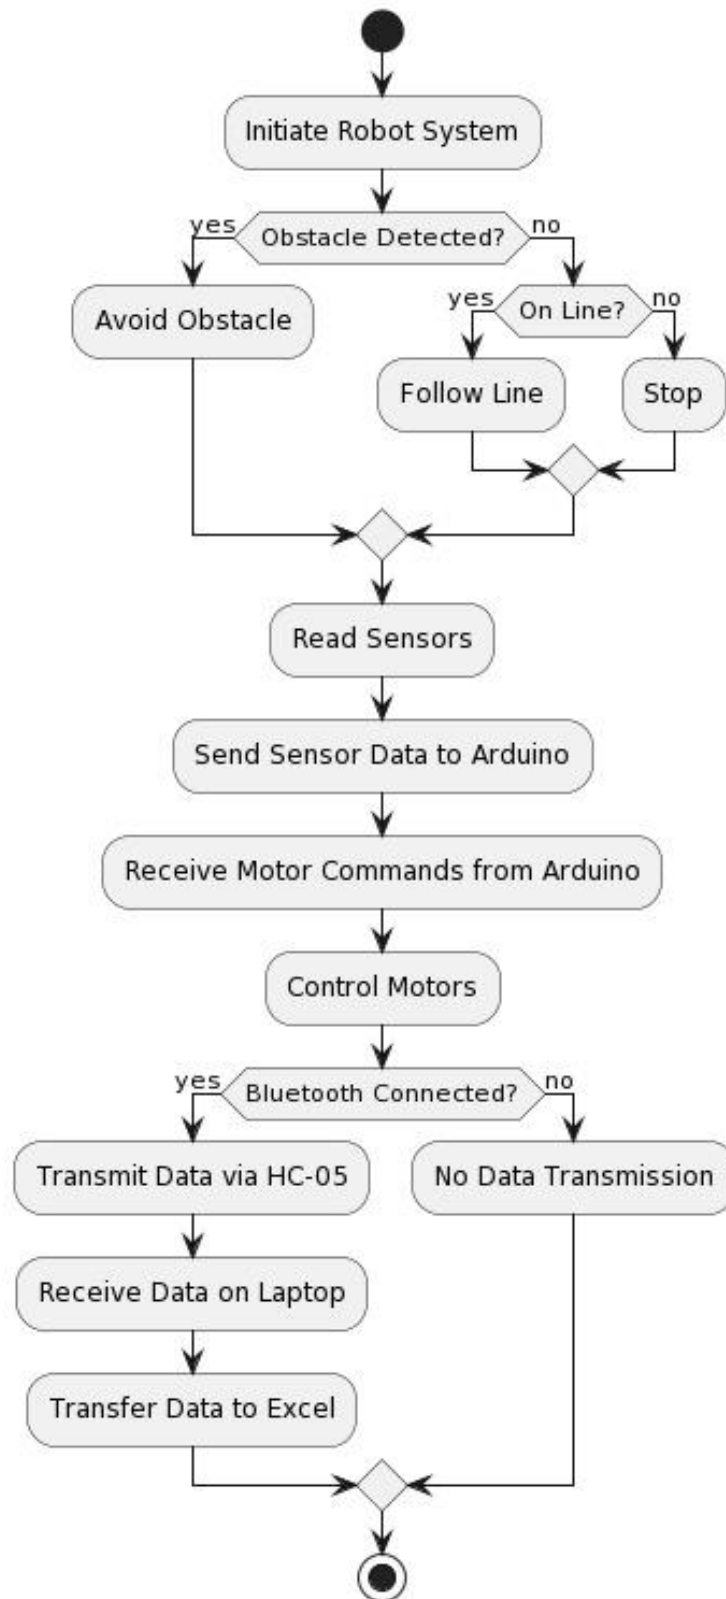 Initiate Robot System
yes
Obstacle Detected?
no
Avoid Obstacle
yes
On Line?
no
Follow Line
Stop
Read Sensors
Send Sensor Data to Arduino
Receive Motor Commands from Arduino
Control Motors
yes
Bluetooth Connected?
no
Transmit Data via HC-05
No Data Transmission
Receive Data on Laptop
Transfer Data to Excel